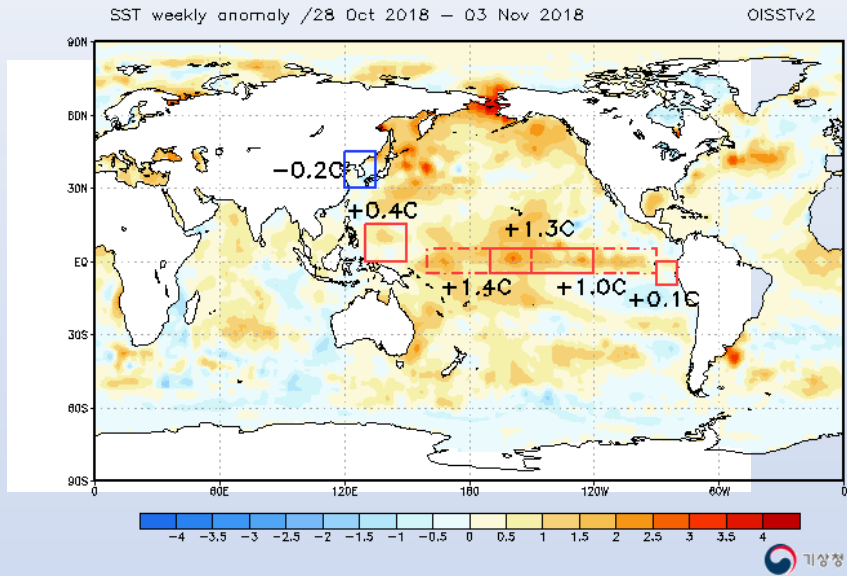 SST weekly anomaly /28 Oct 2018 – 03 Nov 2018
OISSTv2
90N
60N
30N
EQ
30S
60S
90S
-0.2C
+0.4C
+1.3C
+1.4C
+1.0C
+0.1C
0 60E 120E 180 120W 60W 0
-4 -3.5 -3 -2.5 -2 -1.5 -1 -0.5 0 0.5 1 1.5 2 2.5 3 3.5 4
기상청